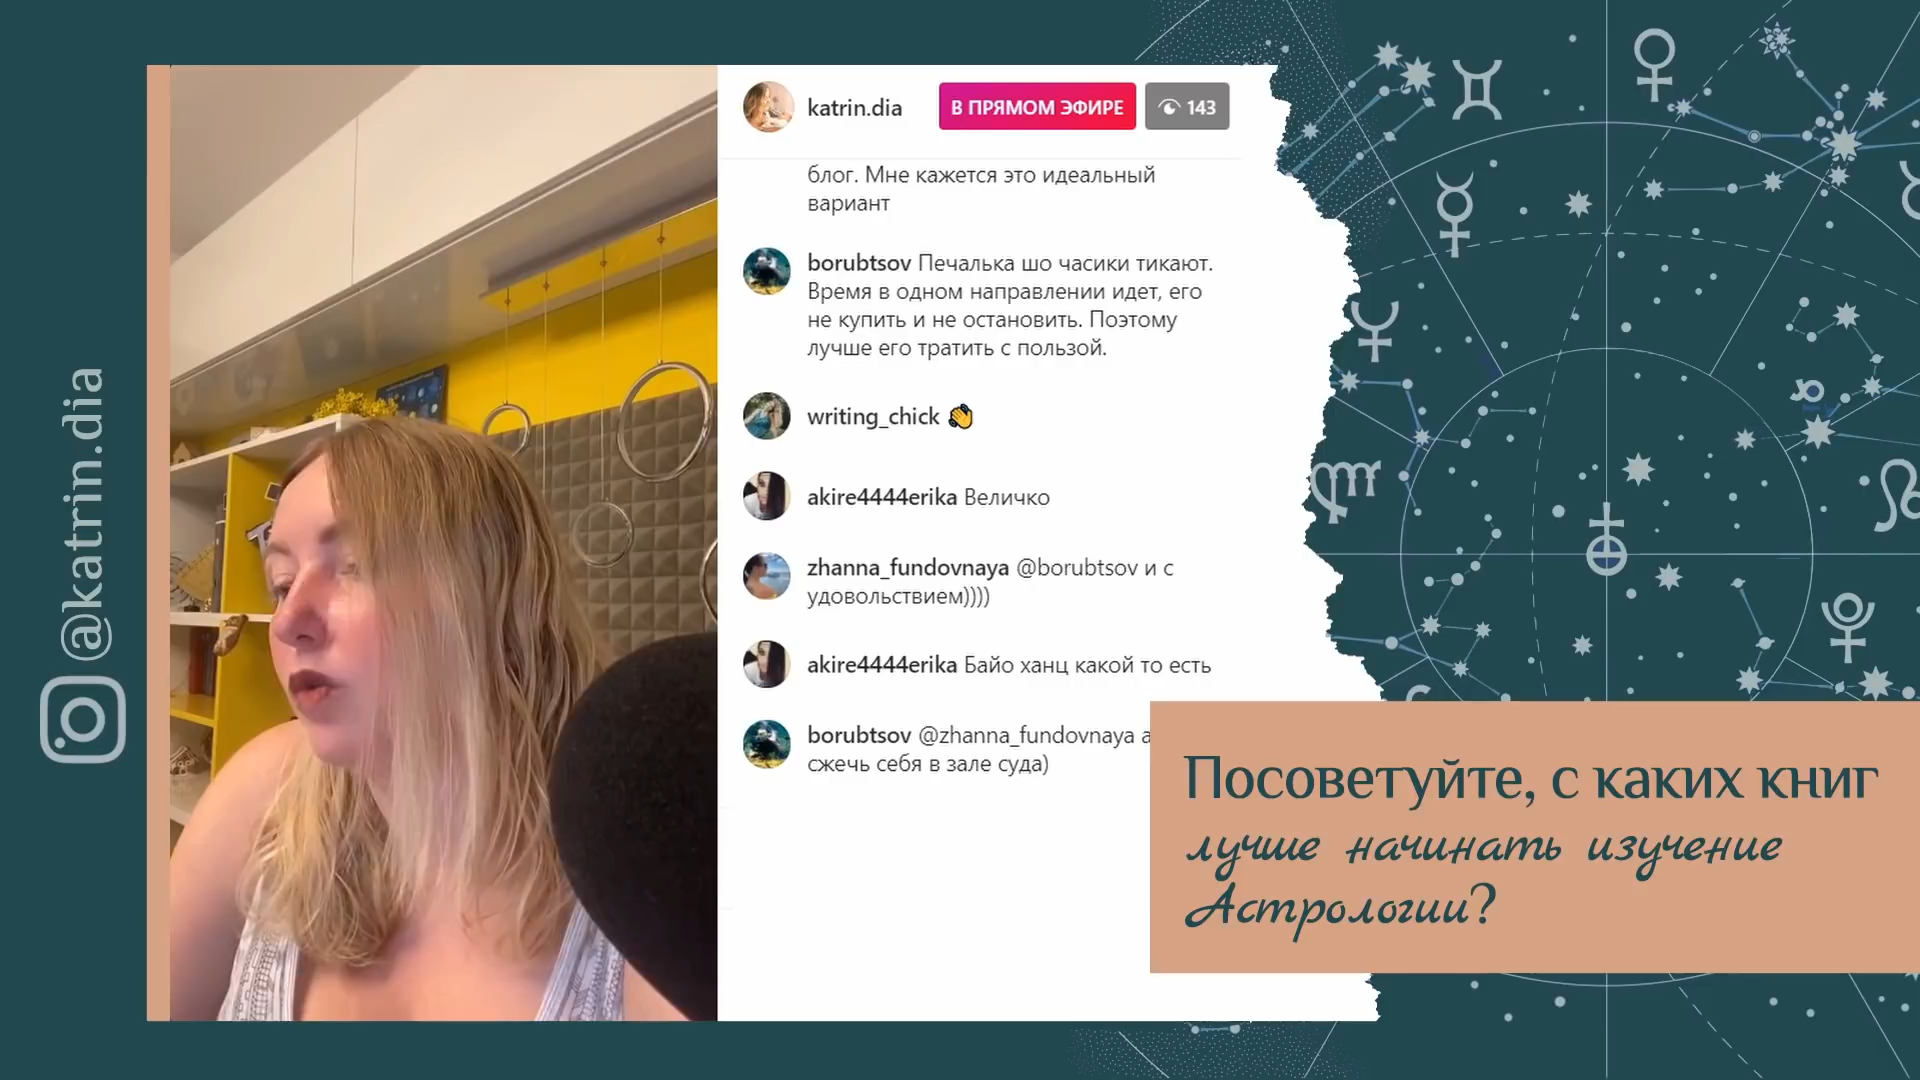 @katrin.dia
katrin.dia
В ПРЯМОМ ЭФИРЕ
143
блог. Мне кажется это идеальный
вариант
borubtsov Печалька шо часики тикают.
Время в одном направлении идет, его
не купить и не остановить. Поэтому
лучше его тратить с пользой.
writing_chick 👏
akire4444erika Величко
zhanna_fundovnaya @borubtsov и с
удовольствием))))
akire4444erika Байо ханц какой то есть
borubtsov @zhanna_fundovnaya а
сжечь себя в зале суда)
Посоветуйте, с каких книг
лучше начинать изучение
Астрологии?